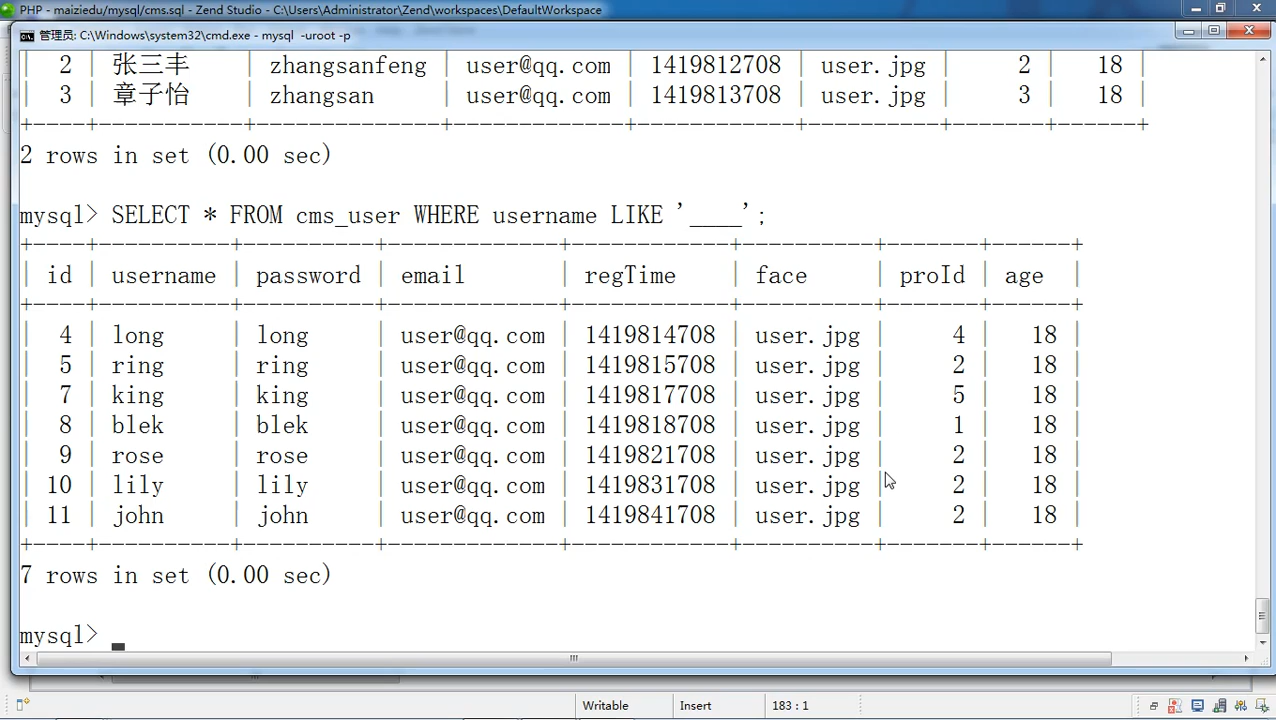 PHP - maiziedu/mysql/cms.sql - Zend Studio - C:\Users\Administrator\Zend\workspaces\DefaultWorkspace
管理员: C:\Windows\system32\cmd.exe - mysql  -uroot -p
|  2 | 张三丰 | zhangsanfeng | user@qq.com | 1419812708 | user.jpg | 2 | 18 |
|  3 | 章子怡 | zhangsan | user@qq.com | 1419813708 | user.jpg | 3 | 18 |
+----+----------+-------------+-------------+------------+----------+-------+------+
2 rows in set (0.00 sec)
mysql> SELECT * FROM cms_user WHERE username LIKE '____';
+----+----------+----------+-------------+------------+----------+-------+------+
| id | username | password | email       | regTime    | face     | proId | age  |
+----+----------+----------+-------------+------------+----------+-------+------+
|  4 | long     | long     | user@qq.com | 1419814708 | user.jpg |     4 |   18 |
|  5 | ring     | ring     | user@qq.com | 1419815708 | user.jpg |     2 |   18 |
|  7 | king     | king     | user@qq.com | 1419817708 | user.jpg |     5 |   18 |
|  8 | blek     | blek     | user@qq.com | 1419818708 | user.jpg |     1 |   18 |
|  9 | rose     | rose     | user@qq.com | 1419821708 | user.jpg |     2 |   18 |
| 10 | lily     | lily     | user@qq.com | 1419831708 | user.jpg |     2 |   18 |
| 11 | john     | john     | user@qq.com | 1419841708 | user.jpg |     2 |   18 |
+----+----------+----------+-------------+------------+----------+-------+------+
7 rows in set (0.00 sec)
mysql>
Writable Insert 183 : 1